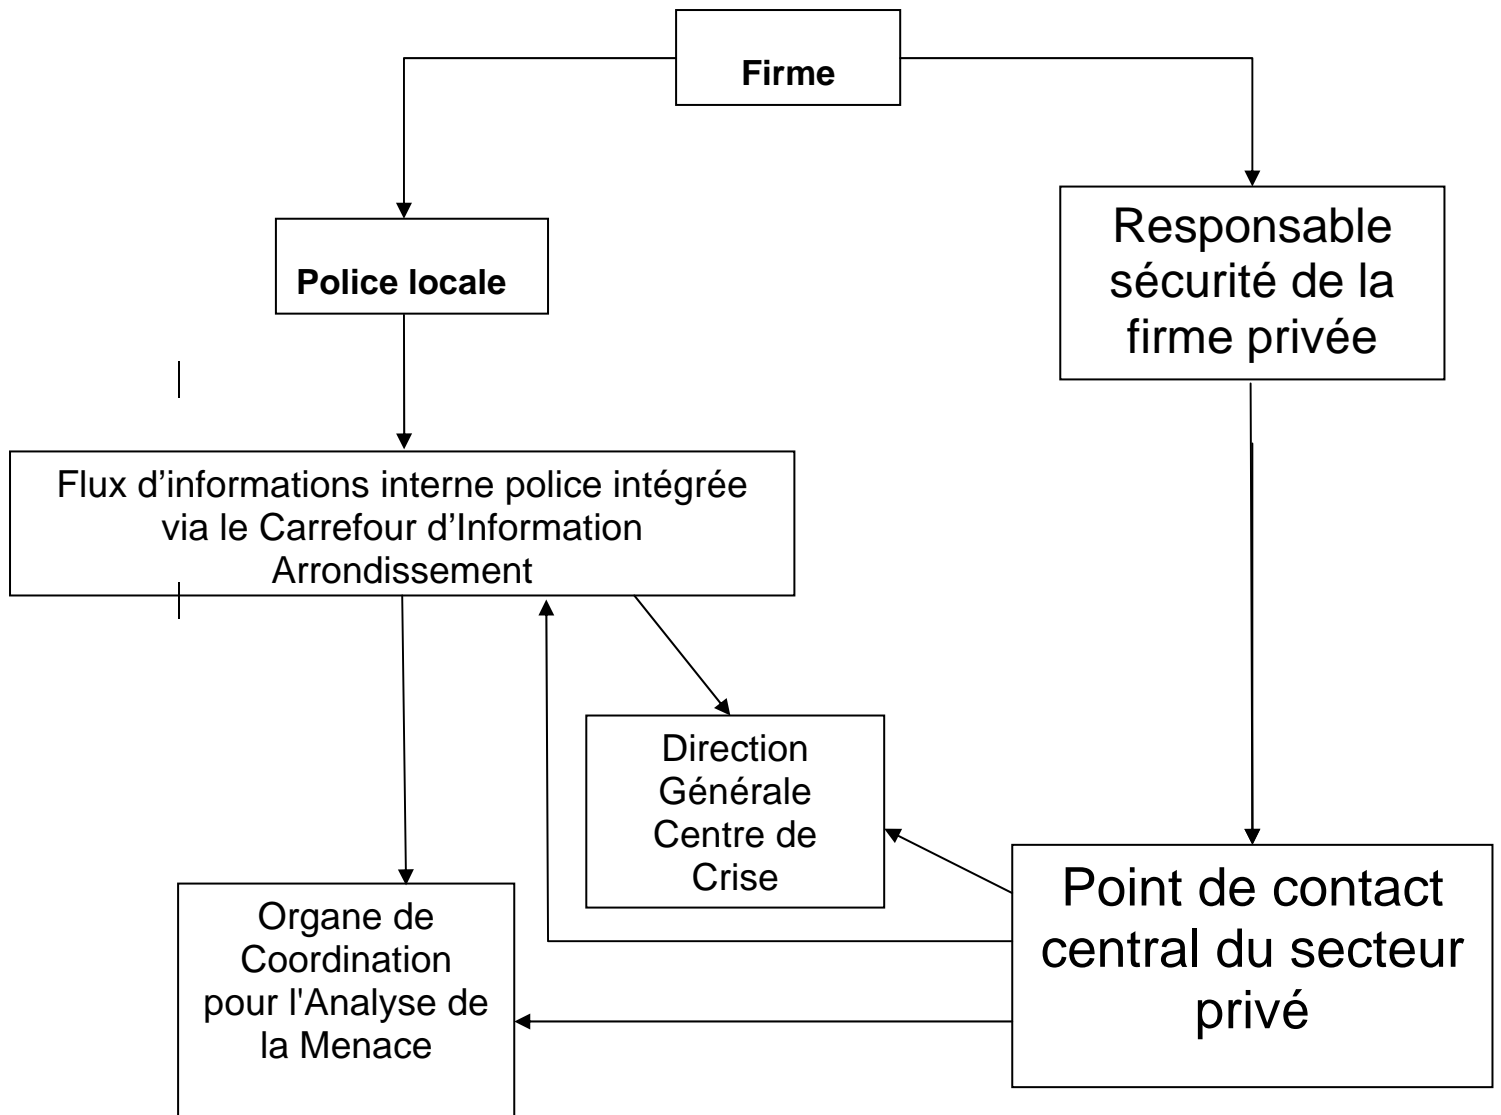 Firme
Police locale
Responsable
sécurité de la
firme privée
Flux d’informations interne police intégrée
via le Carrefour d’Information
Arrondissement
Direction
Générale
Centre de
Crise
Organe de
Coordination
pour l'Analyse de
la Menace
Point de contact
central du secteur
privé